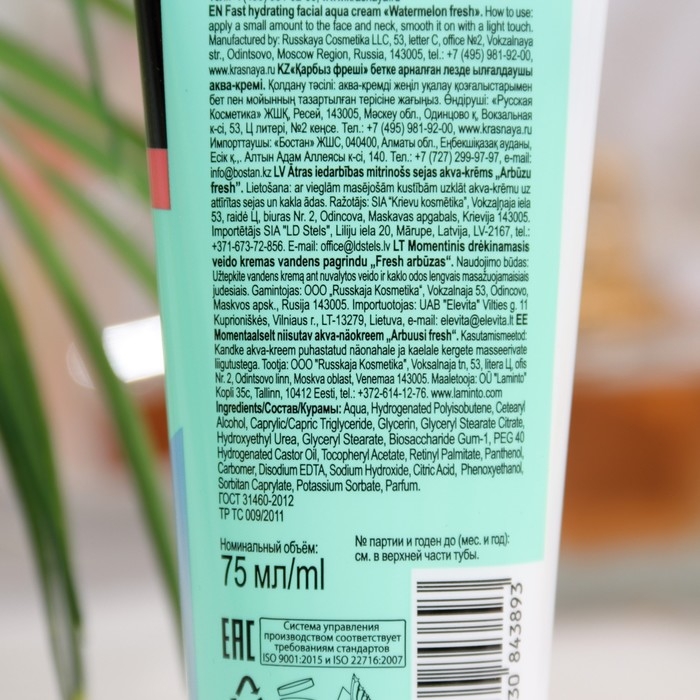 EN Fast hydrating facial aqua cream «Watermelon fresh». How to use:
apply a small amount to the face and neck, smooth it on with a light touch.
Manufactured by: Russkaya Cosmetika LLC, 53, letter C, office №2, Vokzalnaya
str., Odintsovo, Moscow Region, Russia, 143005, tel.: +7 (495) 981-92-00,
www.krasnaya.ru KZ«Қарбыз фреші» бетке арналған лезде ылғалдаушы
аква-кремі. Қолдану тәсілі: аква-кремді жеңіл уқалау қозғалыстарымен
бет пен мойынның тазартылған терісіне жағыңыз. Өндіруші: «Русская
Косметика» ЖШҚ, Ресей, 143005, Мәскеу обл., Одинцово қ., Вокзальная
к-сі, 53, Ц литері, №2 кеңсе. Тел.: +7 (495) 981-92-00, www.krasnaya.ru
Импорттаушы: «Бостан» ЖШС, 040400, Алматы обл., Еңбекшіқазақ ауданы,
Есік қ.,. Алтын Адам Аллеясы к-сі, 140. Тел.: +7 (727) 299-97-97, e-mail:
info@bostan.kz LV Ātras iedarbības mitrinošs sejas akva-krēms „Arbūzu
fresh". Lietošana: ar vieglām masējošām kustībām uzklāt akva-krēmu uz
attīrītas sejas un kakla ādas. Ražotājs: SIA "Krievu kosmētika", Vokzaļnaja iela
53, raidē Ц, biuras Nr. 2, Odincova, Maskavas apgabals, Krievija 143005.
Importētājs SIA "LD Stels", Liliju iela 20, Mārupe, Latvija, LV-2167, tel.:
+371-673-72-856. E-mail: office@ldstels.lv LT Momentinis drėkinamasis
veido kremas vandens pagrindu „Fresh arbūzas". Naudojimo būdas:
Užtepkite vandens kremą ant nuvalytos veido ir kaklo odos lengvais masažuojamaisiais
judesiais. Gamintojas: OOO „Russkaja Kosmetika", Vokzalnaja 53, Odincovo,
Maskvos apsk., Rusija 143005. Importuotojas: UAB "Elevita" Vilties g. 11
Kuprioniškės, Vilniaus r., LT-13279, Lietuva, e-mail: elevita@elevita.lt EE
Momentaalselt niisutav akva-näokreem „Arbuusi fresh". Kasutamismeetod:
Kandke akva-kreem puhastatud näonahale ja kaelale kergete masseerivate
liigutustega. Tootja: OOO "Russkaja Kosmetika", Voksalnaja tn, 53, litera Ц, ofis
Nr. 2, Odintsovo linn, Moskva oblast, Venemaa 143005. Maaletooja: OÜ "Laminto"
Kopli 35c, Tallinn, 10412 Eesti, tel.: +372-614-12-76. www.laminto.com
Ingredients/Состав/Курамы: Aqua, Hydrogenated Polyisobutene, Cetearyl
Alcohol, Caprylic/Capric Triglyceride, Glycerin, Glyceryl Stearate Citrate,
Hydroxyethyl Urea, Glyceryl Stearate, Biosaccharide Gum-1, PEG 40
Hydrogenated Castor Oil, Tocopheryl Acetate, Retinyl Palmitate, Panthenol,
Carbomer, Disodium EDTA, Sodium Hydroxide, Citric Acid, Phenoxyethanol,
Sorbitan Caprylate, Potassium Sorbate, Parfum.
ГОСТ 31460-2012
ТР ТС 009/2011
Номинальный объём:
75 мл/ml
№ партии и годен до (мес. и год):
см. в верхней части тубы.
EAC
Система управления
производством соответствует
требованиям стандартов
ISO 9001:2015 и ISO 22716:2007
0 843893